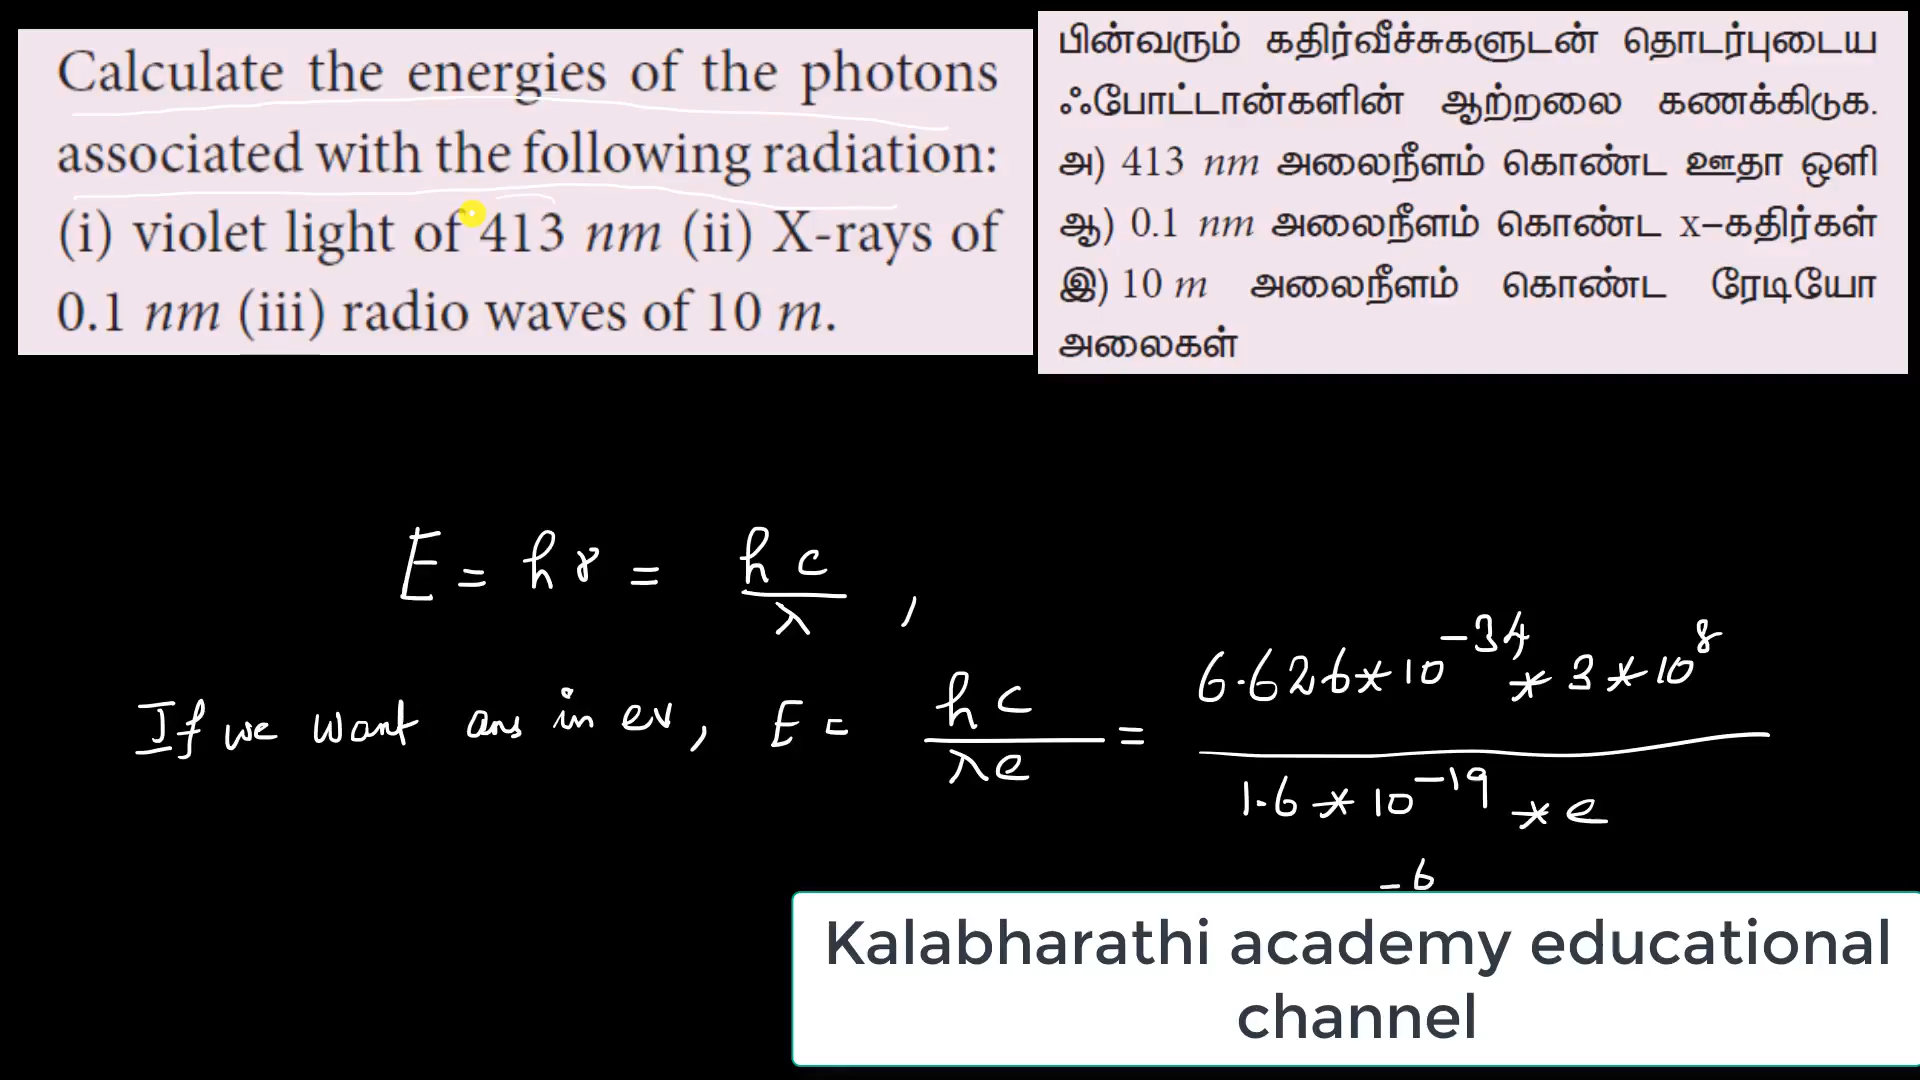 Calculate the energies of the photons
associated with the following radiation:
(i) violet light of 413 nm (ii) X-rays of
0.1 nm (iii) radio waves of 10 m.
பின்வரும் கதிர்வீச்சுகளுடன் தொடர்புடைய
ஃபோட்டான்களின் ஆற்றலை கணக்கிடுக.
அ) 413 nm அலைநீளம் கொண்ட ஊதா ஒளி
ஆ) 0.1 nm அலைநீளம் கொண்ட x–கதிர்கள்
இ) 10 m அலைநீளம் கொண்ட ரேடியோ
அலைகள்
E = hγ = hc/λ ,
If we want ans in ev, E = hc/λe = 6.626*10^-34 * 3*10^8 / 1.6*10^-19 * e
-6
Kalabharathi academy educational
channel